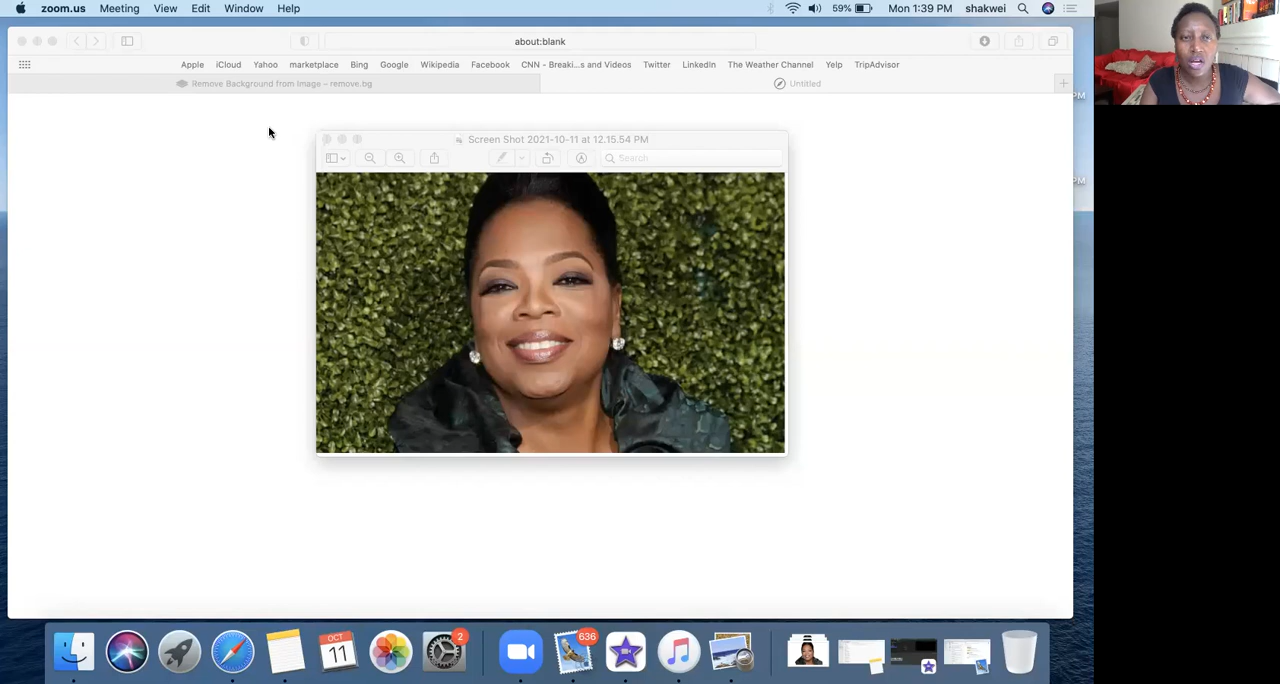 zoom.us Meeting View Edit Window Help 59% Mon 1:39 PM shakwei
about:blank
Apple iCloud Yahoo marketplace Bing Google Wikipedia Facebook CNN - Breaki...s and Videos Twitter LinkedIn The Weather Channel Yelp TripAdvisor
Remove Background from Image – remove.bg Untitled
PM
Screen Shot 2021-10-11 at 12.15.54 PM
Search
PM
OCT
11
2
636